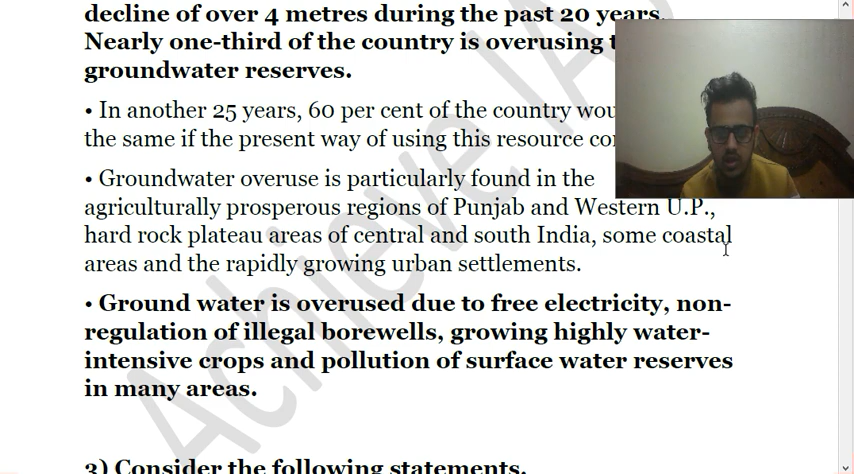 decline of over 4 metres during the past 20 years.
Nearly one-third of the country is overusing
groundwater reserves.
• In another 25 years, 60 per cent of the country
the same if the present way of using this resource
• Groundwater overuse is particularly found in the
agriculturally prosperous regions of Punjab and Western U.P.,
hard rock plateau areas of central and south India, some coastal
areas and the rapidly growing urban settlements.
• Ground water is overused due to free electricity, non-
regulation of illegal borewells, growing highly water-
intensive crops and pollution of surface water reserves
in many areas.
3) Consider the following statements.
Achieve IA